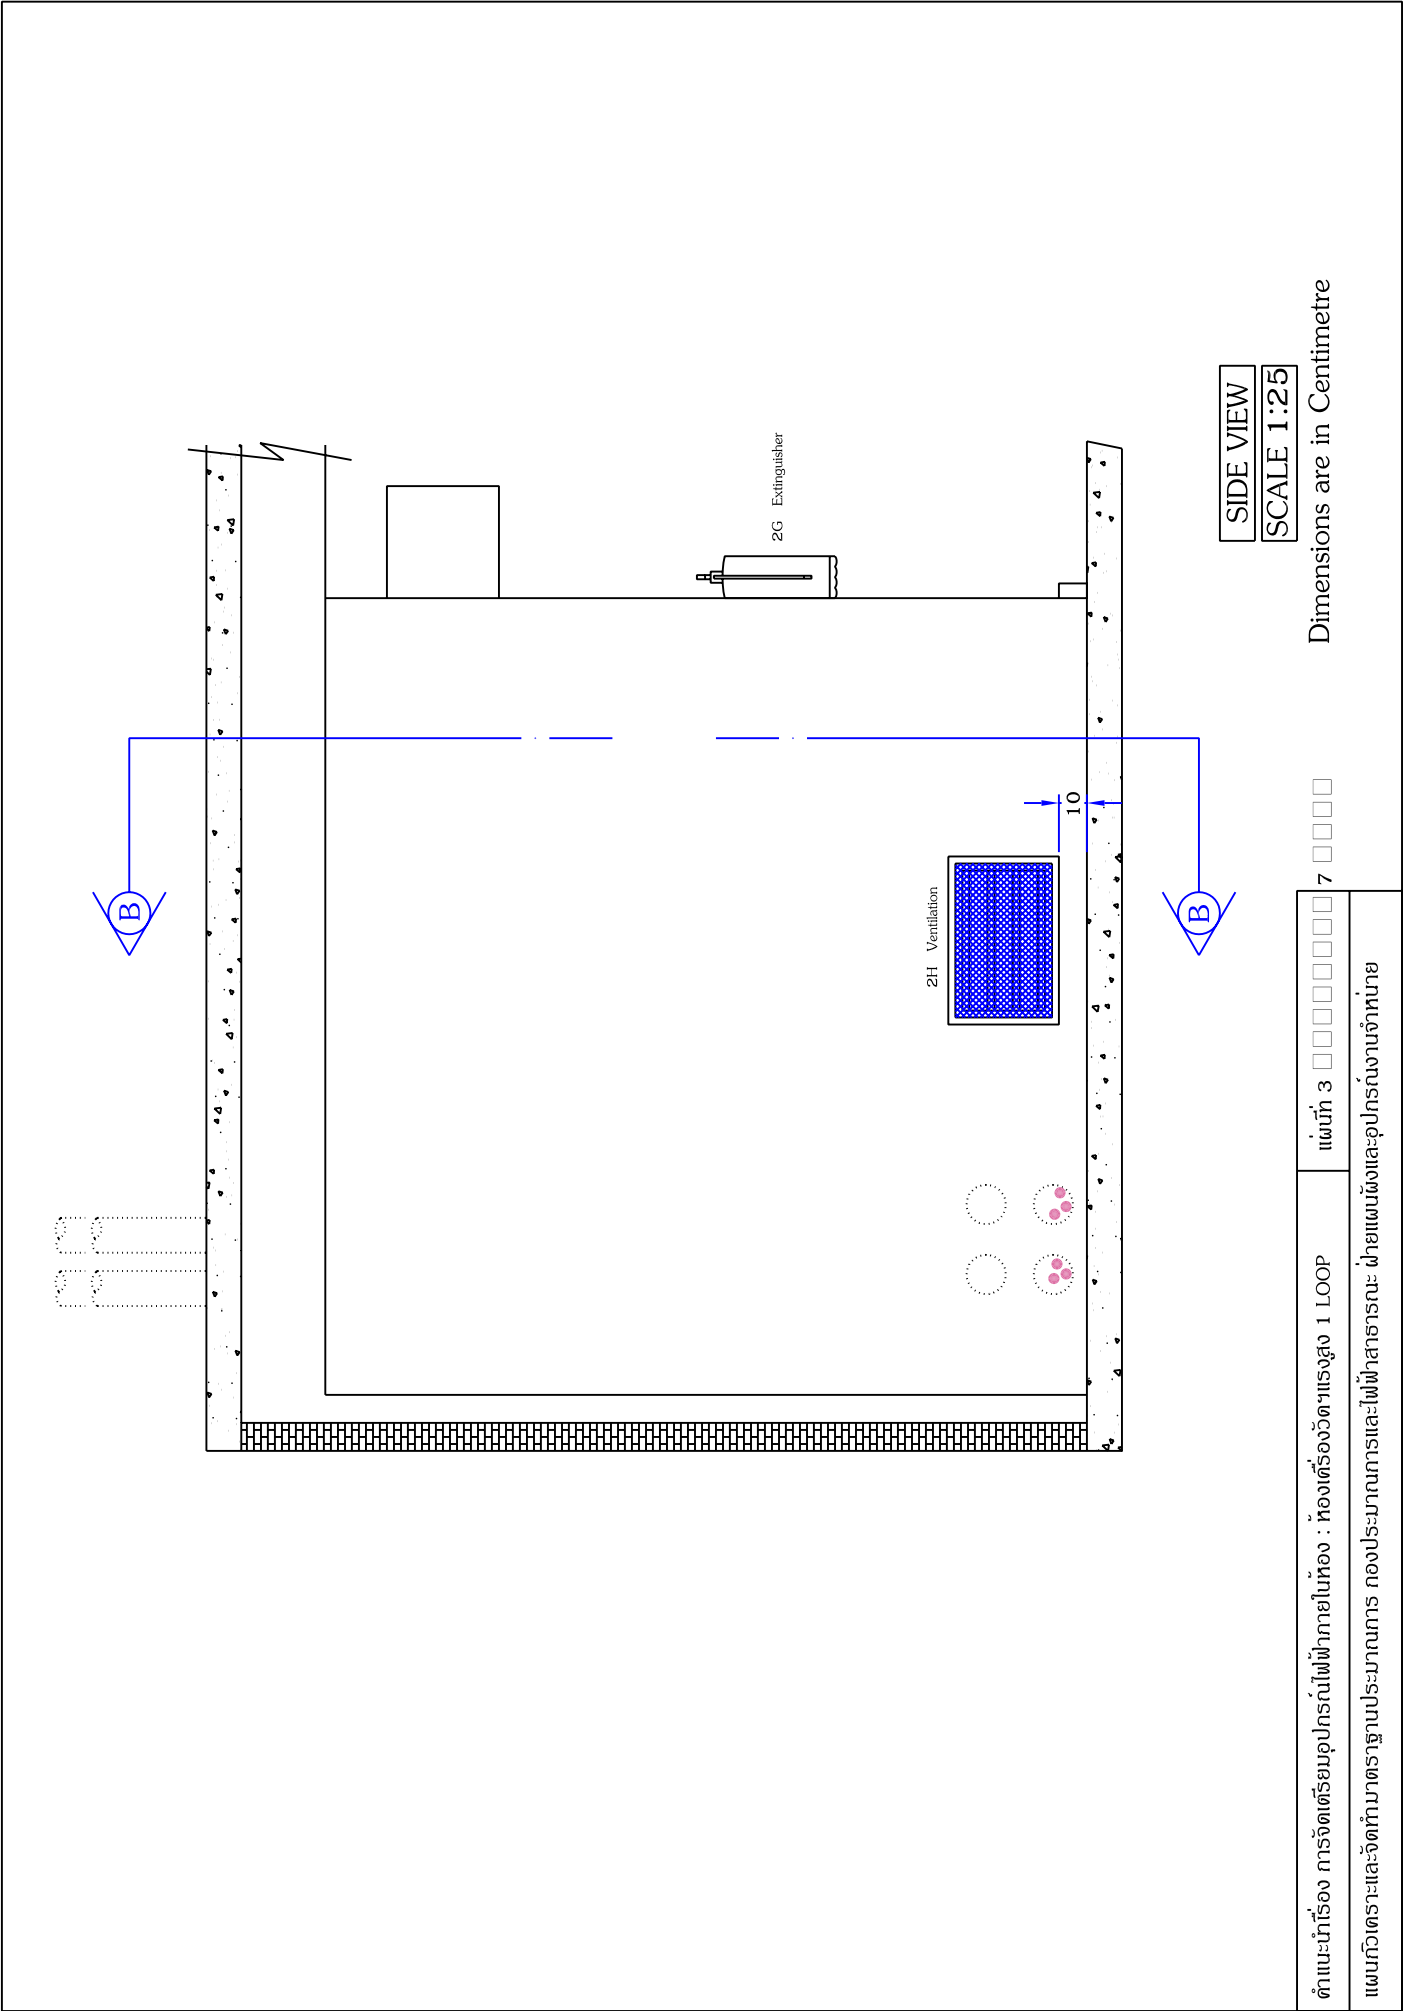 2G Extinguisher
2H Ventilation
10
B
B
SIDE VIEW
SCALE 1:25
Dimensions are in Centimetre
คำแนะนำเรื่อง การจัดเตรียมอุปกรณ์ไฟฟ้าภายในห้อง : ห้องเครื่องวัดฯแรงสูง 1 LOOP
แผ่นที่ 3 □□□□□□□□ 7 □□□□
แผนกวิเคราะและจัดทำมาตราฐานประมาณการ กองประมาณการและไฟฟ้าสาธารณะ ฝ่ายแผนผังและอุปกรณ์งานจำหน่าย